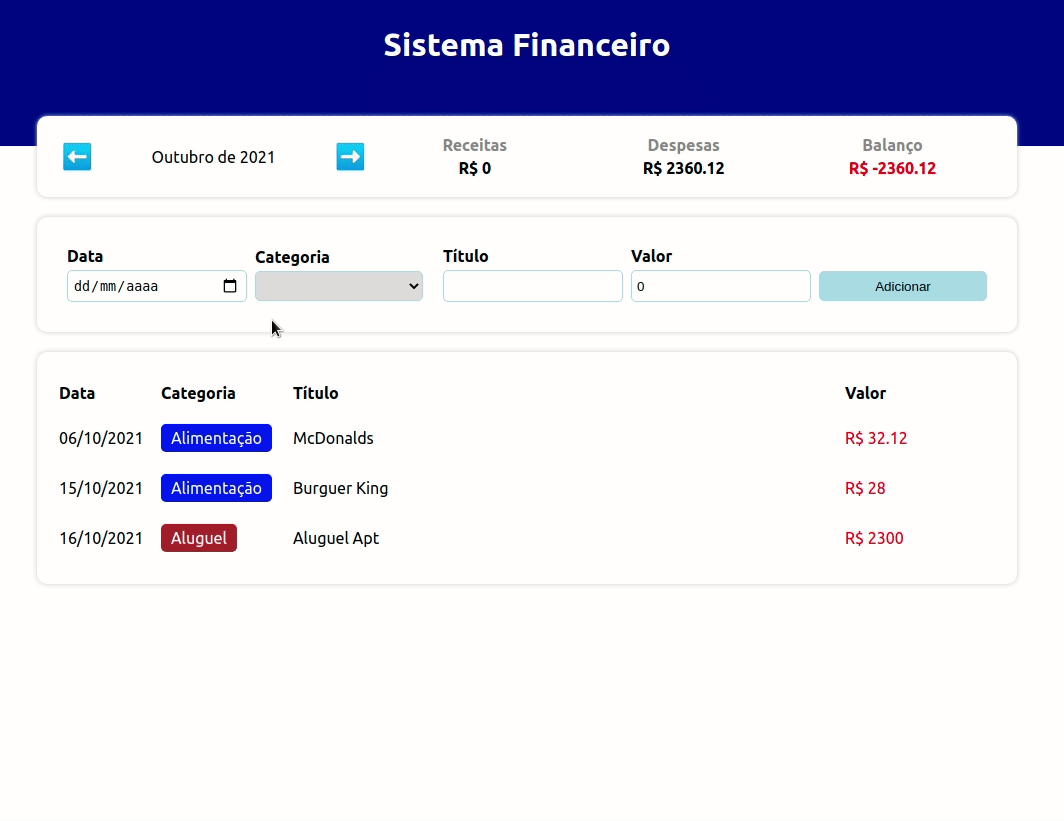 Sistema Financeiro
Outubro de 2021
Receitas Despesas Balanço
R$ 0 R$ 2360.12 R$ -2360.12
Data Categoria Título Valor
dd/mm/aaaa 0 Adicionar
Data Categoria Título Valor
06/10/2021 Alimentação McDonalds R$ 32.12
15/10/2021 Alimentação Burguer King R$ 28
16/10/2021 Aluguel Aluguel Apt R$ 2300